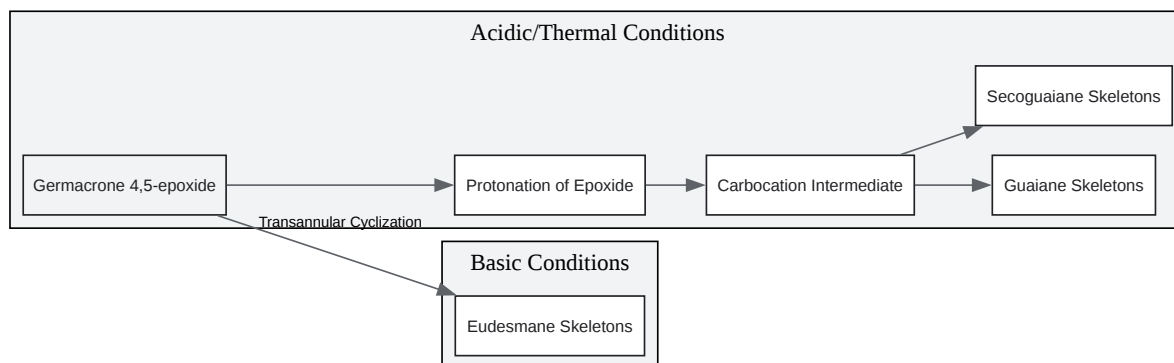 Acidic/Thermal Conditions
Secoguaiane Skeletons
Germacrone 4,5-epoxide
Protonation of Epoxide
Carbocation Intermediate
Guaiane Skeletons
Transannular Cyclization
Basic Conditions
Eudesmane Skeletons